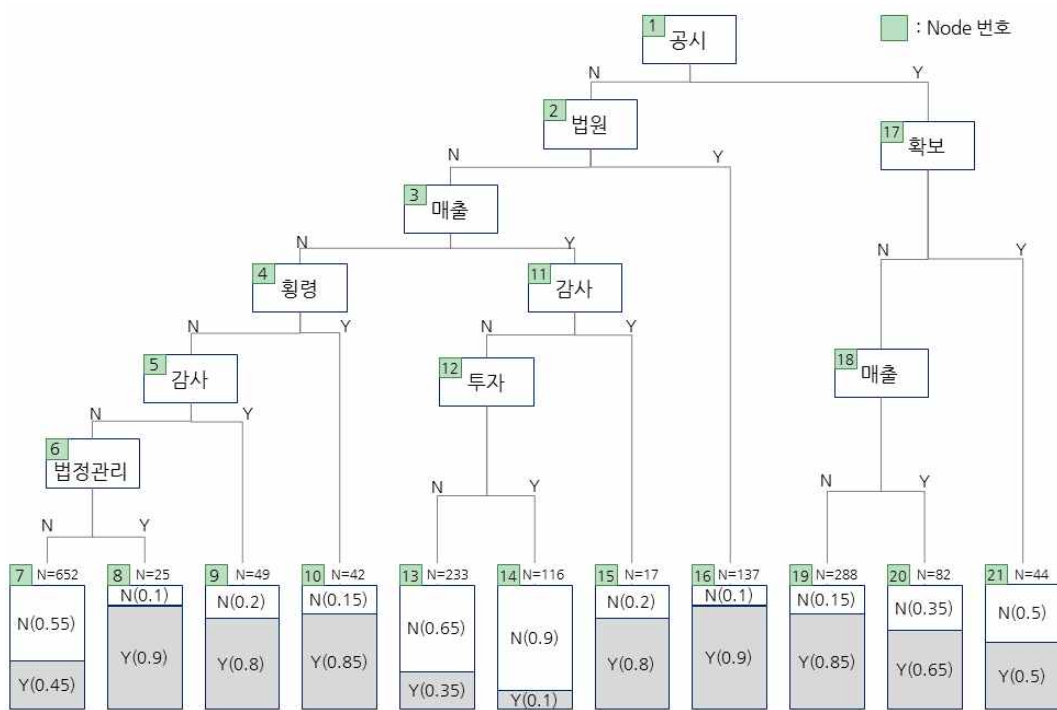 1
공시
: Node 번호
N
Y
2
법원
17
확보
N
Y
3
매출
N
Y
N
Y
4
횡령
11
감사
N
Y
N
Y
5
감사
12
투자
18
매출
N
Y
6
법정관리
N
Y
N
Y
N
Y
7 N=652
8 N=25
9 N=49
10 N=42
13 N=233
14 N=116
15 N=17
16 N=137
19 N=288
20 N=82
21 N=44
N(0.55)
Y(0.45)
N(0.1)
Y(0.9)
N(0.2)
Y(0.8)
N(0.15)
Y(0.85)
N(0.65)
Y(0.35)
N(0.9)
Y(0.1)
N(0.2)
Y(0.8)
N(0.1)
Y(0.9)
N(0.15)
Y(0.85)
N(0.35)
Y(0.65)
N(0.5)
Y(0.5)